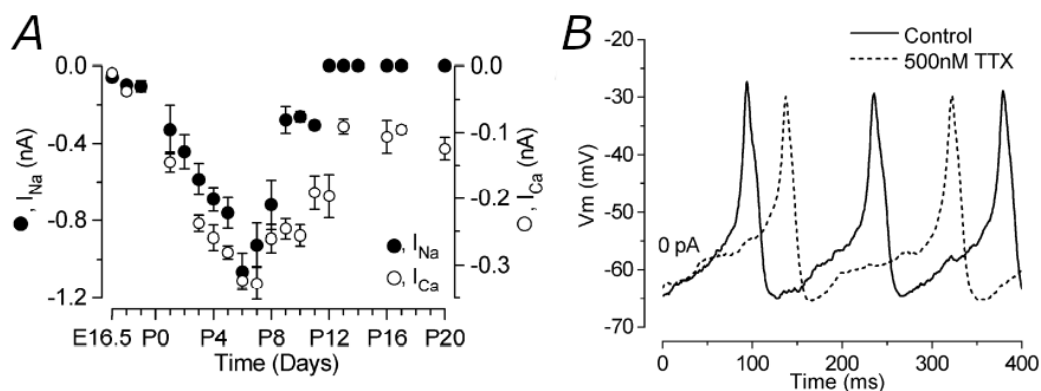 A
0.0
-0.4
-0.8
-1.2
●, I_Na (nA)
0.0
-0.1
-0.2
-0.3
○, I_Ca (nA)
●, I_Na
○, I_Ca
E16.5 P0 P4 P8 P12 P16 P20
Time (Days)
B
-20
-30
-40
-50
-60
-70
Vm (mV)
Control
500nM TTX
0 pA
0 100 200 300 400
Time (ms)